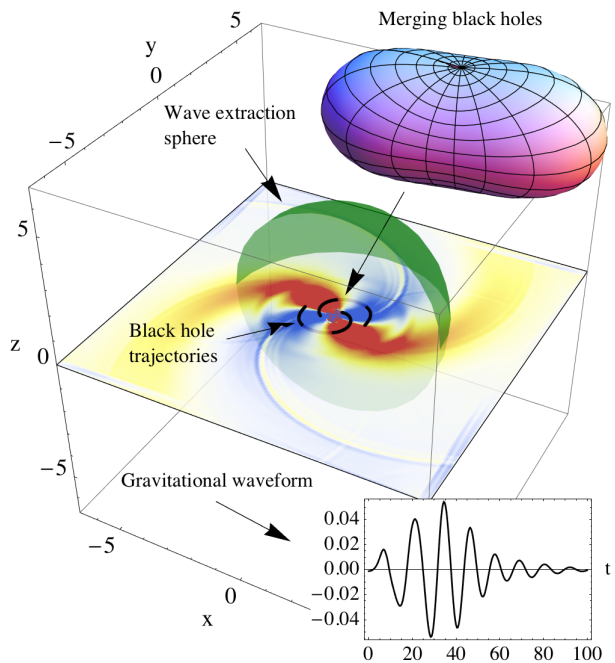 Merging black holes
5
y
0
−5
Wave extraction
sphere
5
z
0
−5
Black hole
trajectories
Gravitational waveform
−5
0
x
0.04
0.02
0.00
−0.02
−0.04
t
0 20 40 60 80 100